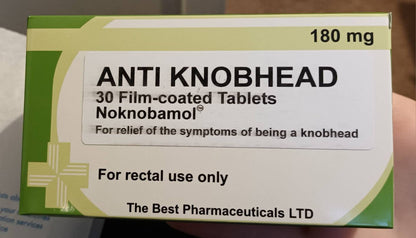 180 mg
ANTI KNOBHEAD
30 Film-coated Tablets
Noknobamol
For relief of the symptoms of being a knobhead
For rectal use only
The Best Pharmaceuticals LTD